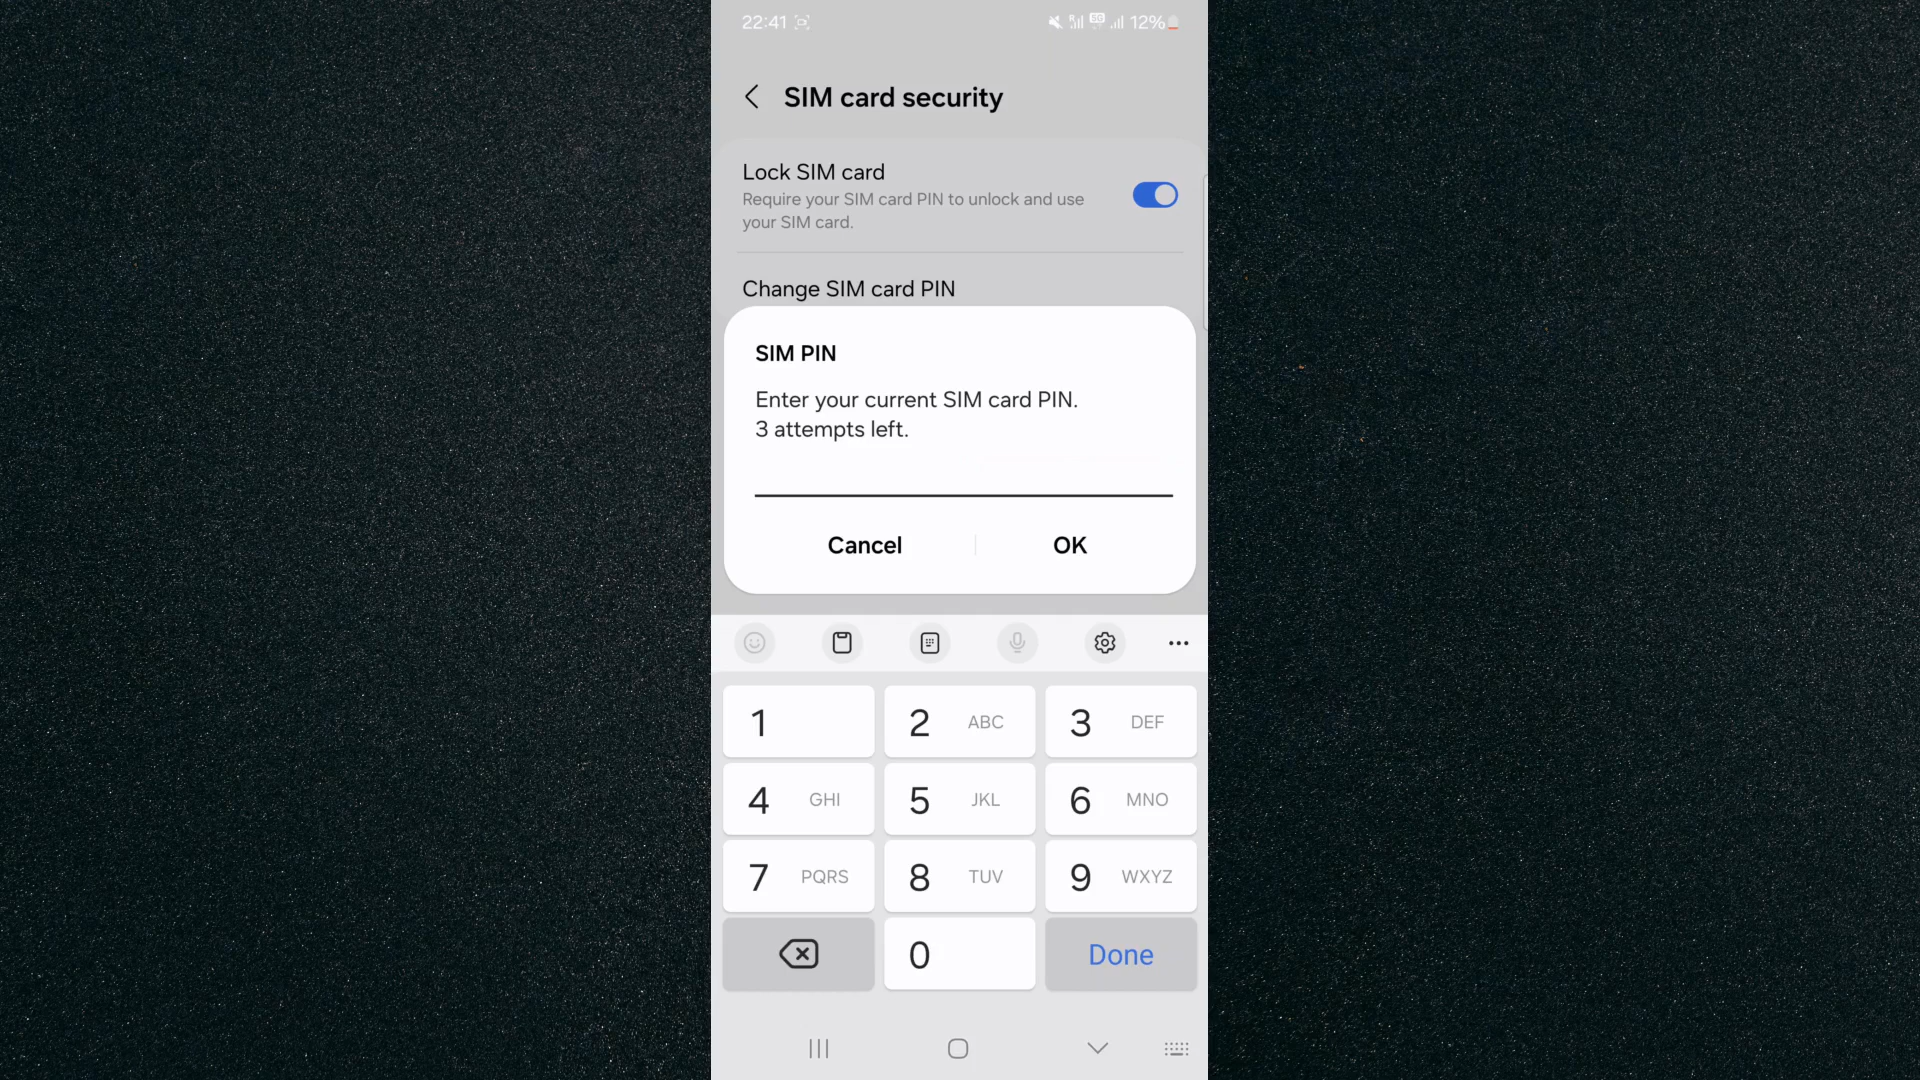 22:41
5G
12%
SIM card security
Lock SIM card
Require your SIM card PIN to unlock and use
your SIM card.
Change SIM card PIN
SIM PIN
Enter your current SIM card PIN.
3 attempts left.
Cancel
OK
1
2 ABC
3 DEF
4 GHI
5 JKL
6 MNO
7 PQRS
8 TUV
9 WXYZ
0
Done